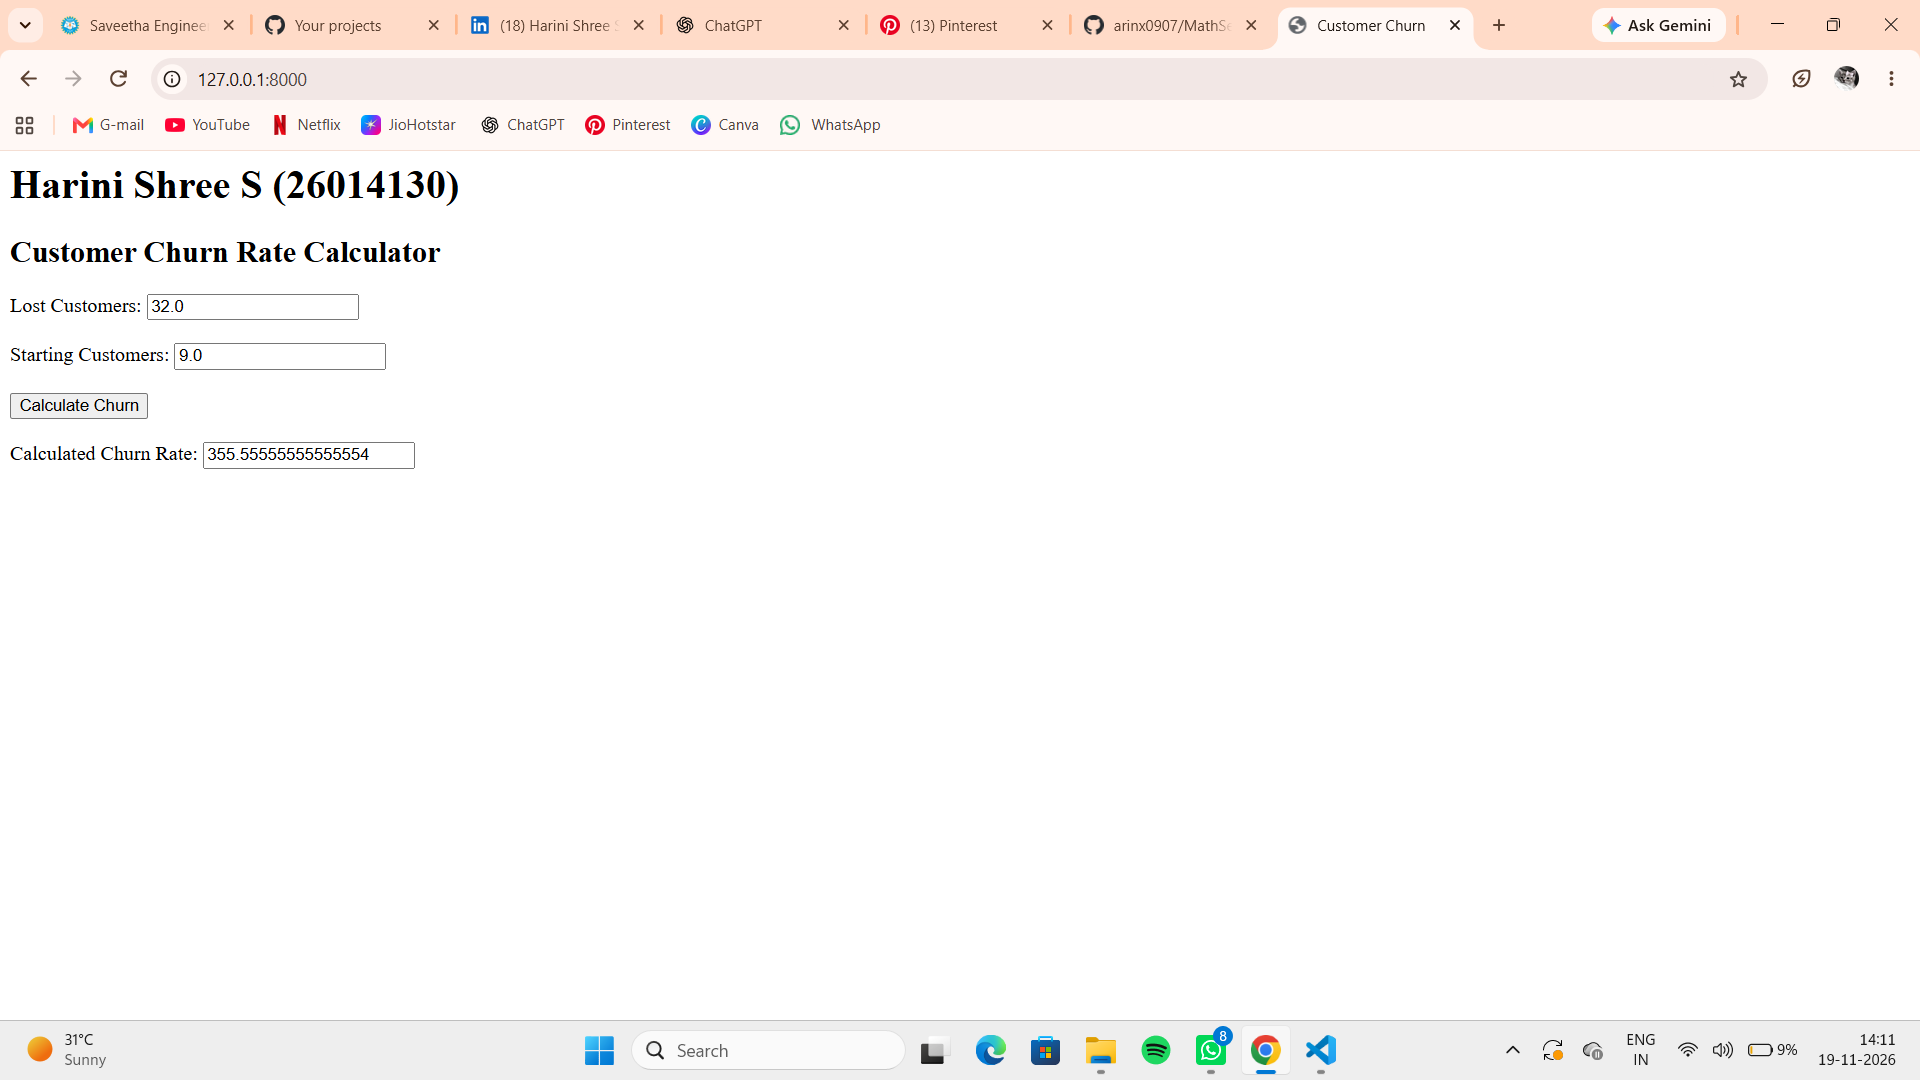 Saveetha Enginee
Your projects
(18) Harini Shree S
ChatGPT
(13) Pinterest
arinx0907/MathSe
Customer Churn
Ask Gemini
127.0.0.1:8000
G-mail
YouTube
Netflix
JioHotstar
ChatGPT
Pinterest
Canva
WhatsApp
Harini Shree S (26014130)
Customer Churn Rate Calculator
Lost Customers: 32.0
Starting Customers: 9.0
Calculate Churn
Calculated Churn Rate: 355.55555555555554
31°C
Sunny
Search
8
ENG
IN
9%
14:11
19-11-2026